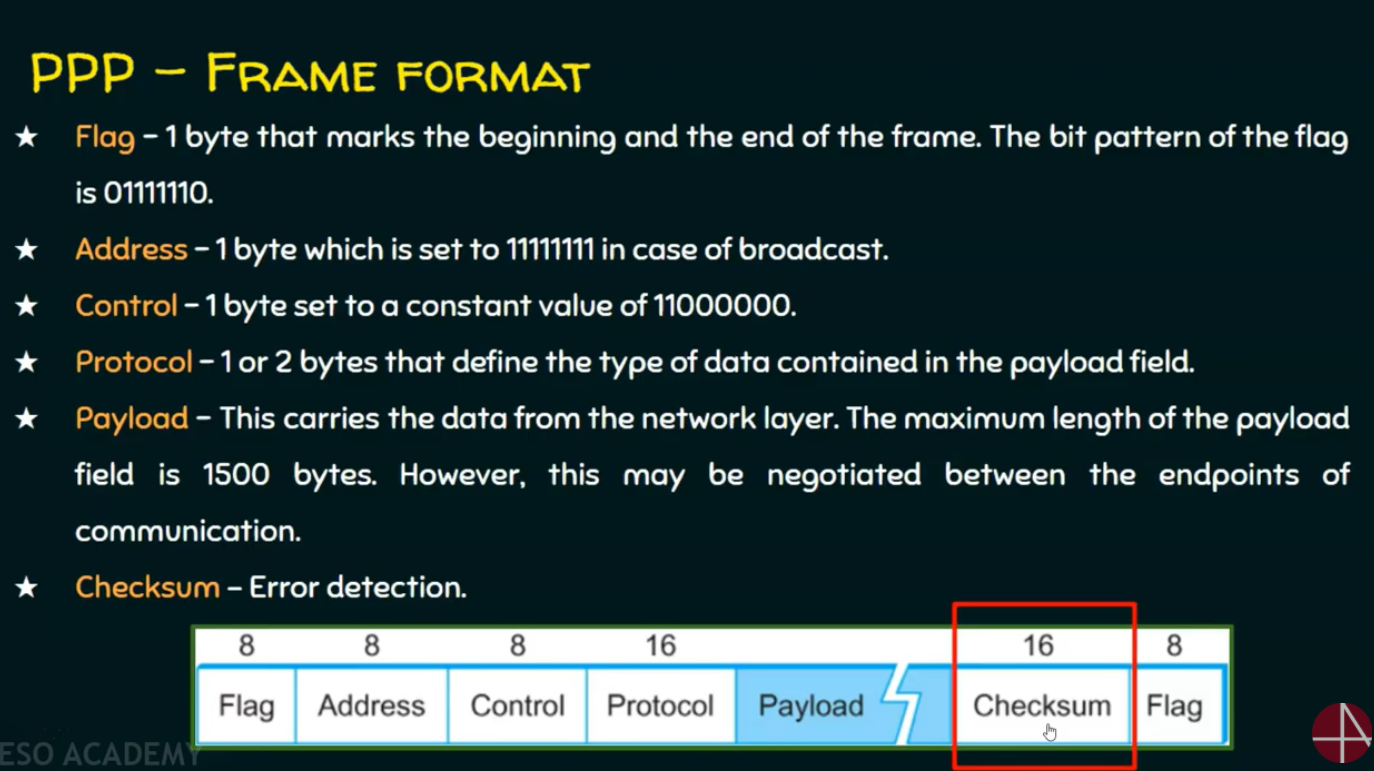 PPP – FRAME FORMAT
★ Flag – 1 byte that marks the beginning and the end of the frame. The bit pattern of the flag
is 01111110.
★ Address – 1 byte which is set to 11111111 in case of broadcast.
★ Control – 1 byte set to a constant value of 11000000.
★ Protocol – 1 or 2 bytes that define the type of data contained in the payload field.
★ Payload – This carries the data from the network layer. The maximum length of the payload
field is 1500 bytes. However, this may be negotiated between the endpoints of
communication.
★ Checksum – Error detection.
8 8 8 16 16 8
Flag Address Control Protocol Payload Checksum Flag
ESO ACADEMY